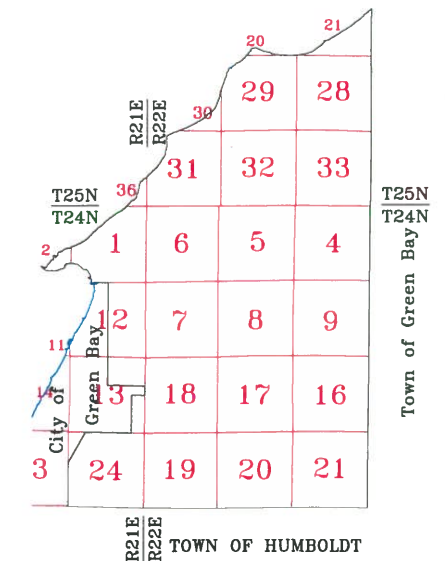 21
20
29 28
30
R21E
R22E
31 32 33
36
T25N
T24N
T25N
T24N
2 1 6 5 4
12 7 8 9
11
14 13 18 17 16
City of
Green Bay
Town of Green Bay
3 24 19 20 21
R21E
R22E
TOWN OF HUMBOLDT